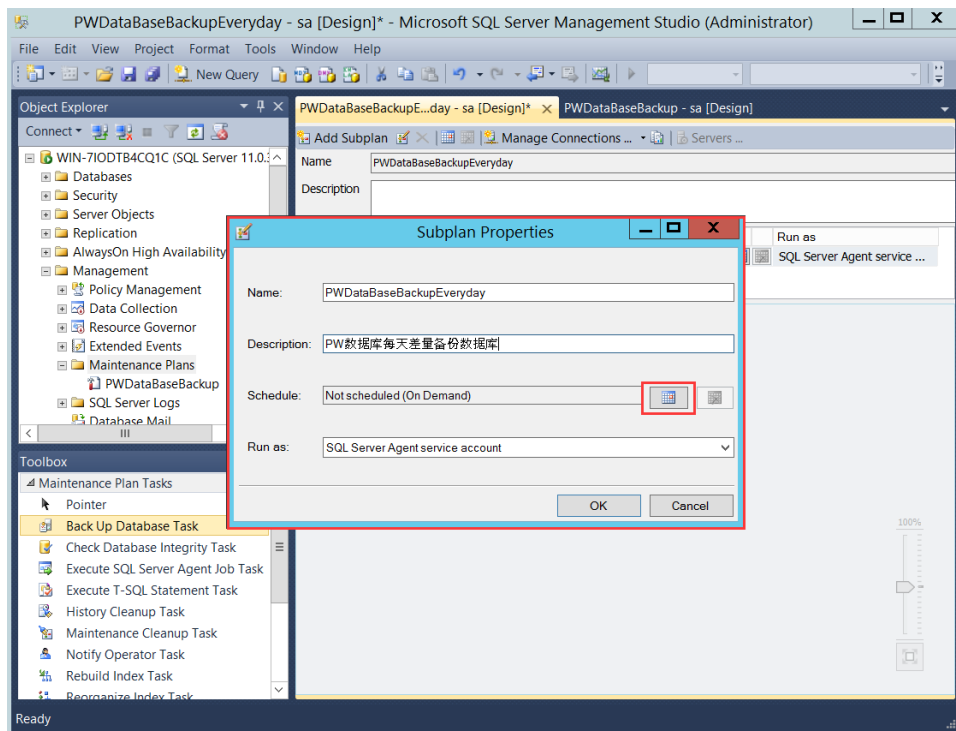 PWDataBaseBackupEveryday - sa [Design]* - Microsoft SQL Server Management Studio (Administrator)
File Edit View Project Format Tools Window Help
New Query
Object Explorer
Connect
WIN-7IODTB4CQ1C (SQL Server 11.0.
Databases
Security
Server Objects
Replication
AlwaysOn High Availability
Management
Policy Management
Data Collection
Resource Governor
Extended Events
Maintenance Plans
PWDataBaseBackup
SQL Server Logs
Database Mail
PWDataBaseBackupE...day - sa [Design]* PWDataBaseBackup - sa [Design]
Add Subplan Manage Connections ... Servers ...
Name PWDataBaseBackupEveryday
Description
Run as
SQL Server Agent service ...
Subplan Properties
Name: PWDataBaseBackupEveryday
Description: PW数据库每天差量备份数据库
Schedule: Not scheduled (On Demand)
Run as: SQL Server Agent service account
OK Cancel
Toolbox
Maintenance Plan Tasks
Pointer
Back Up Database Task
Check Database Integrity Task
Execute SQL Server Agent Job Task
Execute T-SQL Statement Task
History Cleanup Task
Maintenance Cleanup Task
Notify Operator Task
Rebuild Index Task
Reorganize Index Task
100%
Ready